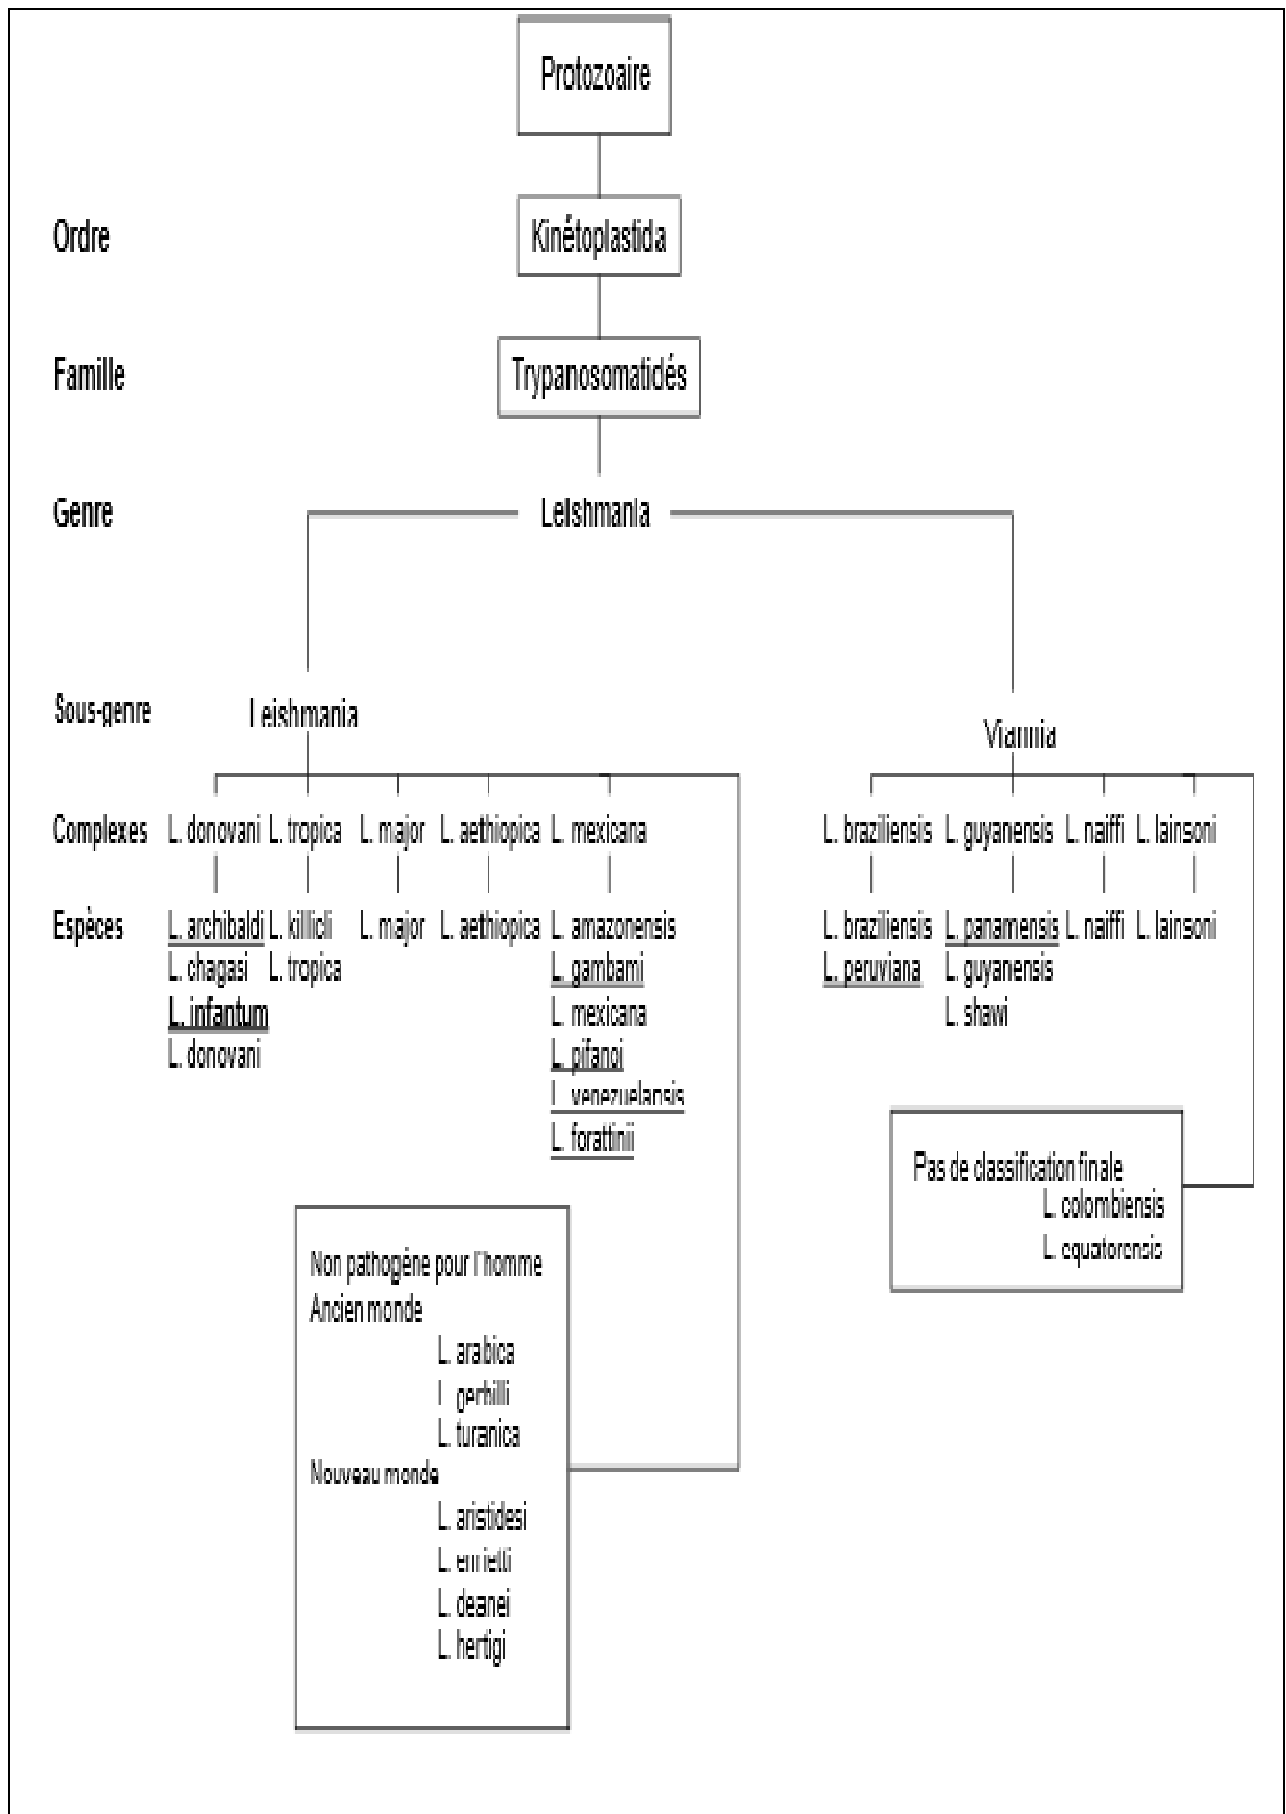 Protozoaire
Ordre
Kinétoplastida
Famille
Trypanosomatidés
Genre
Leishmania
Sous-genre
Leishmania
Viannia
Complexes L. donovani L. tropica L. major L. aethiopica L. mexicana L. braziliensis L. guyanensis L. naiffi L. lainsoni
Espèces L. archibaldi L. killicli L. major L. aethiopica L. amazonensis L. braziliensis L. panamensis L. naiffi L. lainsoni
L. chagasi L. tropica L. gambami L. peruviana L. guyanensis
L. infantum L. mexicana L. shawi
L. donovani L. pifanoi
L. venezuelansis
L. forattinii
Pas de classification finale
L. colombiensis
L. equatorensis
Non pathogène pour l'homme
Ancien monde
L. arabica
L. gerbilli
L. turanica
Nouveau monde
L. aristidesi
L. enrietti
L. deanei
L. hertigi